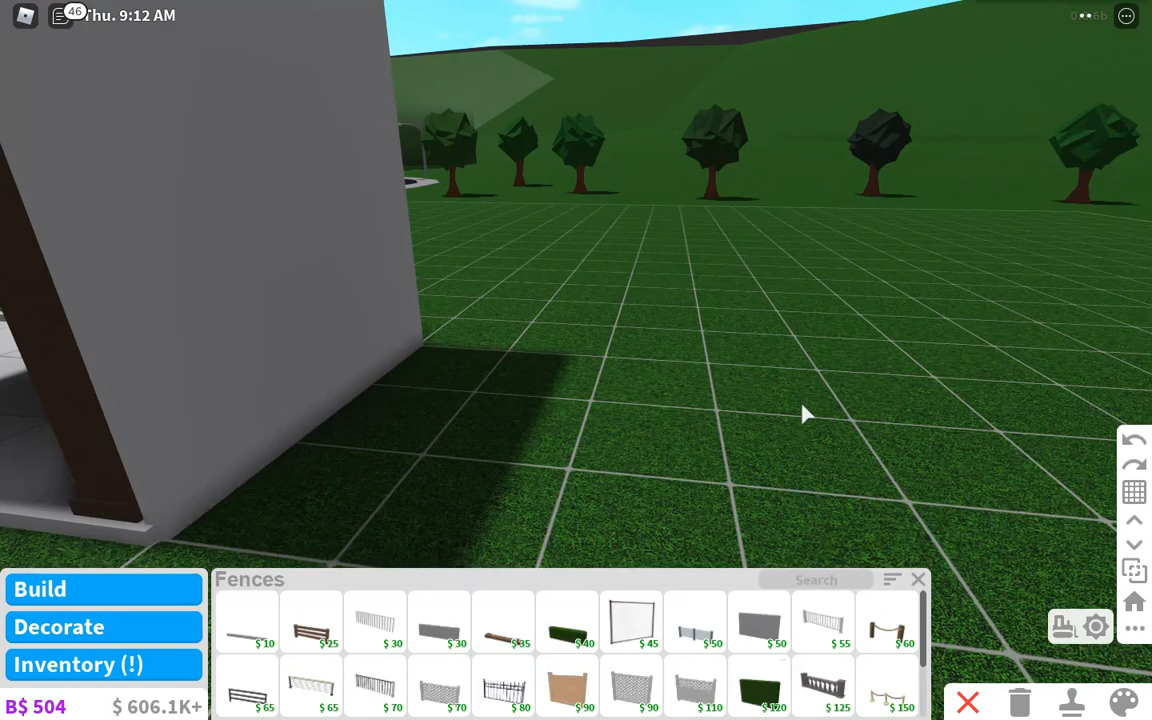 46
Thu. 9:12 AM
Build
Decorate
Inventory (!)
B$ 504
$ 606.1K+
Fences
Search
$ 10
$ 25
$ 30
$ 30
$ 35
$ 40
$ 45
$ 50
$ 50
$ 55
$ 60
$ 65
$ 65
$ 70
$ 70
$ 80
$ 90
$ 90
$ 110
$ 120
$ 125
$ 150